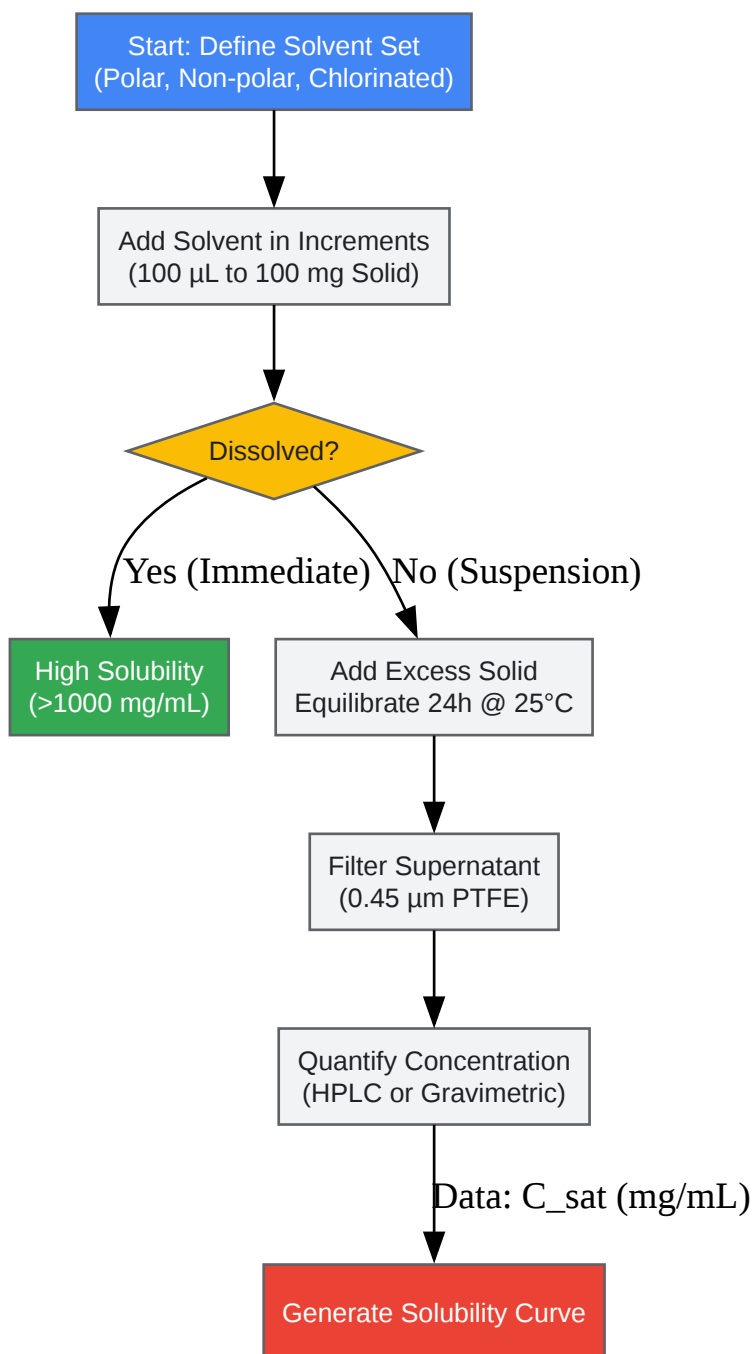 Start: Define Solvent Set
(Polar, Non-polar, Chlorinated)
Add Solvent in Increments
(100 µL to 100 mg Solid)
Dissolved?
Yes (Immediate)
No (Suspension)
High Solubility
(>1000 mg/mL)
Add Excess Solid
Equilibrate 24h @ 25°C
Filter Supernatant
(0.45 µm PTFE)
Quantify Concentration
(HPLC or Gravimetric)
Data: C_sat (mg/mL)
Generate Solubility Curve